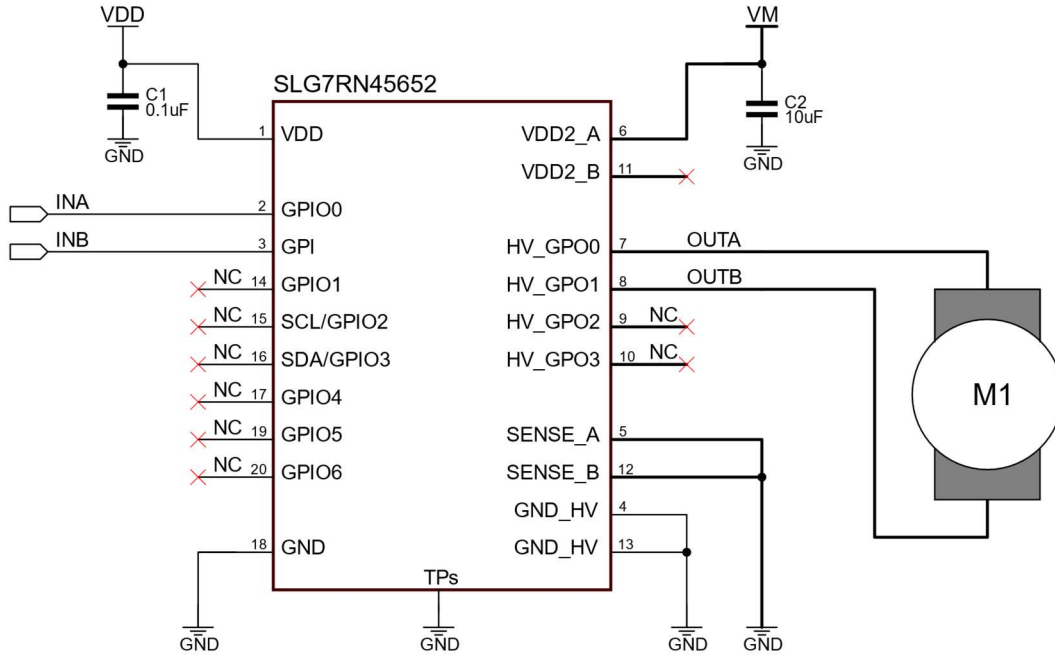 VDD
VM
C1
0.1uF
GND
SLG7RN45652
C2
10uF
GND
1 VDD
VDD2_A 6
VDD2_B 11
INA 2 GPIO0
INB 3 GPI
HV_GPO0 7 OUTA
NC 14 GPIO1
HV_GPO1 8 OUTB
NC 15 SCL/GPIO2
HV_GPO2 9 NC
NC 16 SDA/GPIO3
HV_GPO3 10 NC
NC 17 GPIO4
M1
NC 19 GPIO5
SENSE_A 5
NC 20 GPIO6
SENSE_B 12
GND_HV 4
18 GND
GND_HV 13
TPs
GND
GND
GND
GND